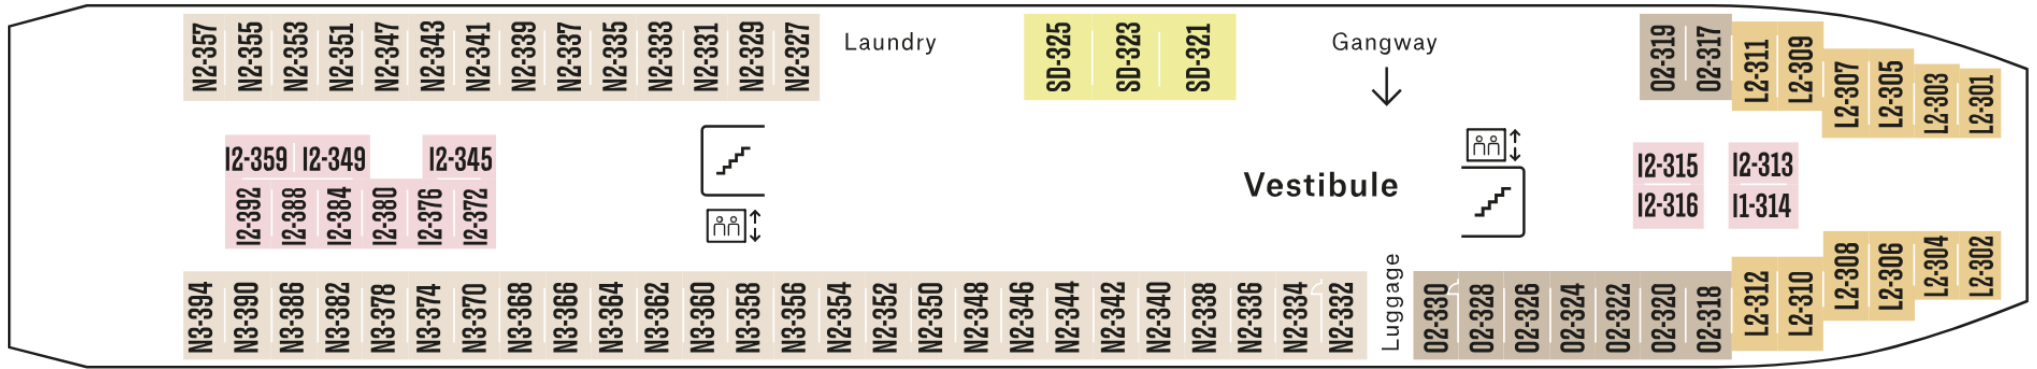 N2-357 N2-355 N2-353 N2-351 N2-347 N2-343 N2-341 N2-339 N2-337 N2-335 N2-333 N2-331 N2-329 N2-327 Laundry SD-325 SD-323 SD-321 Gangway O2-319 O2-317 L2-311 L2-309 L2-307 L2-305 L2-303 L2-301
I2-359 I2-349 I2-345 I2-315 I2-313
Vestibule
I2-392 I2-388 I2-384 I2-380 I2-376 I2-372 I2-316 I1-314
N3-394 N3-390 N3-386 N3-382 N3-378 N3-374 N3-370 N3-368 N3-366 N3-364 N3-362 N3-360 N3-358 N3-356 N2-354 N2-352 N2-350 N2-348 N2-346 N2-344 N2-342 N2-340 N2-338 N2-336 N2-334 N2-332 Luggage O2-330 O2-328 O2-326 O2-324 O2-322 O2-320 O2-318 L2-312 L2-310 L2-308 L2-306 L2-304 L2-302